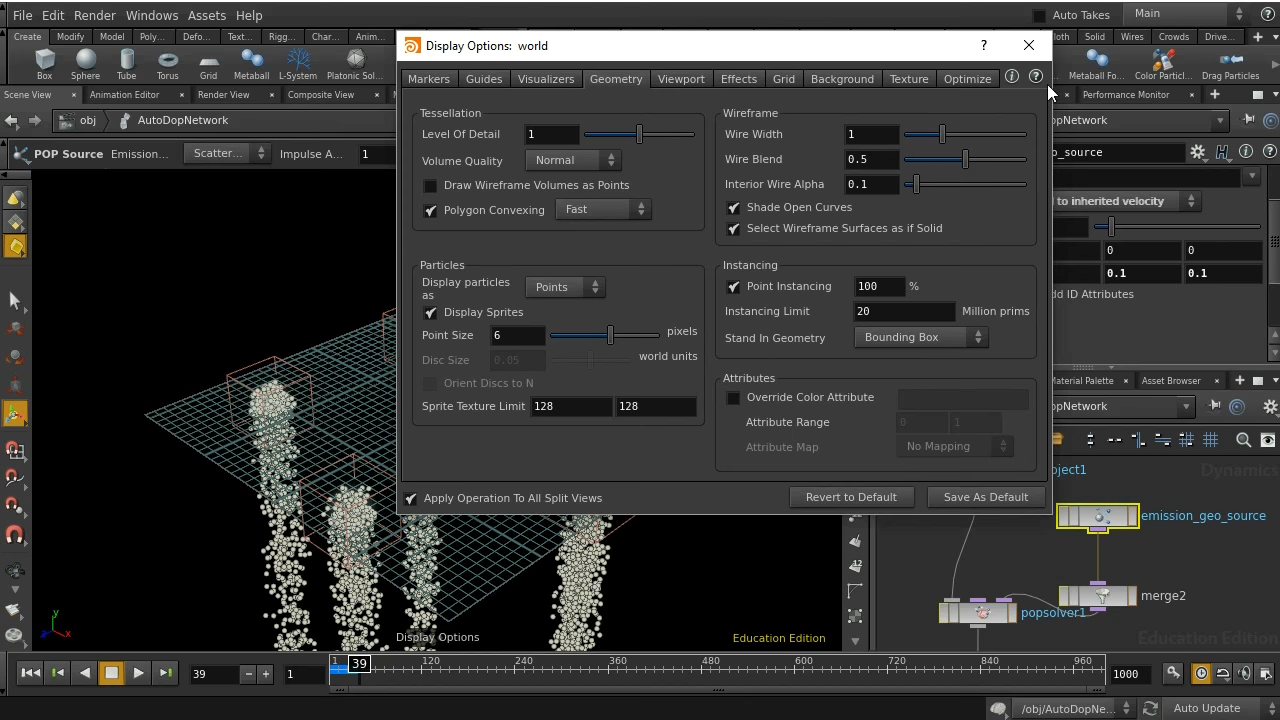 File Edit Render Windows Assets Help
Auto Takes Main
Create Modify Model Poly... Defo... Text... Rigg... Char... Anim...
oth Solid Wires Crowds Drive...
Box Sphere Tube Torus Grid Metaball L-System Platonic Sol...
Metaball Fo... Color Particl... Drag Particles
Scene View Animation Editor Render View Composite View
Performance Monitor
obj AutoDopNetwork
opNetwork
POP Source Emission... Scatter... Impulse A... 1
o_source
Display Options: world
Markers Guides Visualizers Geometry Viewport Effects Grid Background Texture Optimize
Tessellation
Level Of Detail 1
Volume Quality Normal
Draw Wireframe Volumes as Points
Polygon Convexing Fast
Wireframe
Wire Width 1
Wire Blend 0.5
Interior Wire Alpha 0.1
Shade Open Curves
Select Wireframe Surfaces as if Solid
Particles
Display particles
as
Points
Display Sprites
Point Size 6 pixels
Disc Size 0.05 world units
Orient Discs to N
Sprite Texture Limit 128 128
Instancing
Point Instancing 100 %
Instancing Limit 20 Million prims
Stand In Geometry Bounding Box
Attributes
Override Color Attribute
Attribute Range 0 1
Attribute Map No Mapping
Apply Operation To All Split Views Revert to Default Save As Default
d to inherited velocity
0 0
0.1 0.1
dd ID Attributes
Material Palette Asset Browser
opNetwork
oject1
Dynamics
emission_geo_source
merge2
popsolver1
Education Edition
Display Options
Education Edition
39 1
1 39 120 240 360 480 600 720 840 960
1000
/obj/AutoDopNe... Auto Update